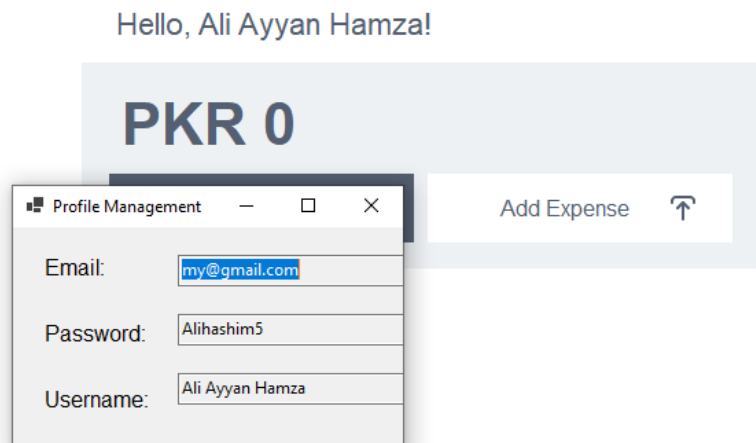 Hello, Ali Ayyan Hamza!
PKR 0
Add Expense
Profile Management
Email: my@gmail.com
Password: Alihashim5
Username: Ali Ayyan Hamza